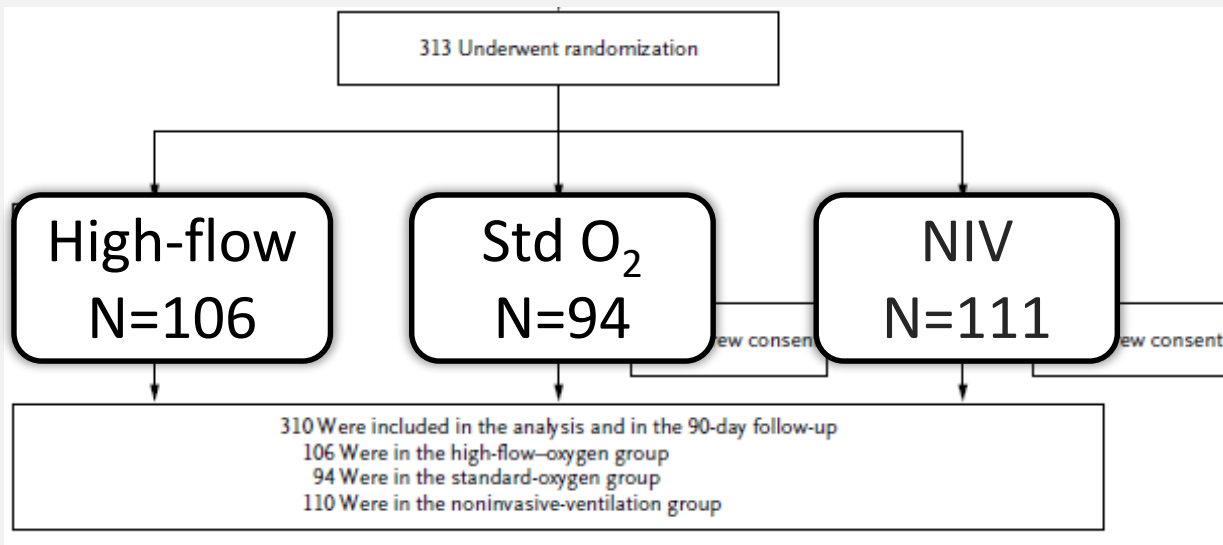 313 Underwent randomization
High-flow
N=106
Std O₂
N=94
NIV
N=111
consent
310 Were included in the analysis and in the 90-day follow-up
106 Were in the high-flow–oxygen group
94 Were in the standard-oxygen group
110 Were in the noninvasive-ventilation group